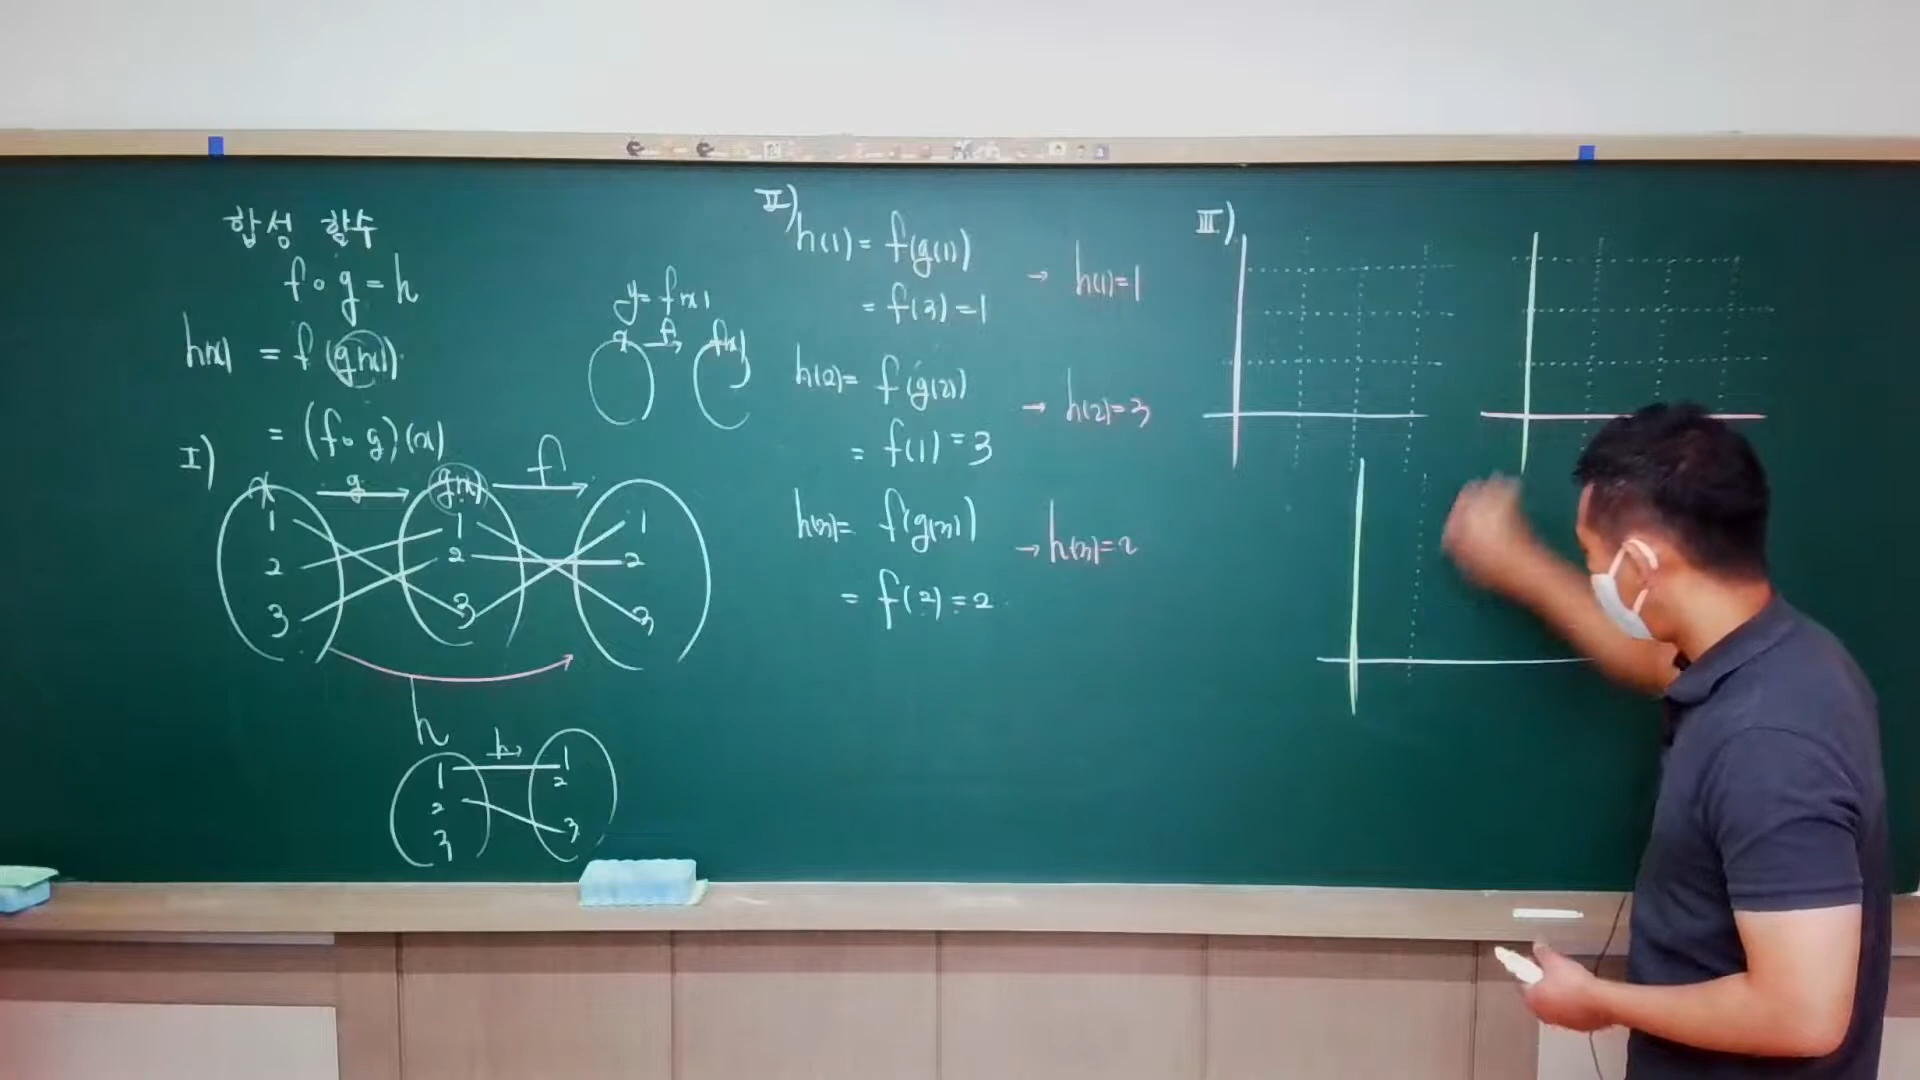 합성 함수
f∘g=h
h(x) = f(g(x))
= (f∘g)(x)
y=f(x)
x f f(x)
I)
x g g(x) f
1 1 1
2 2 2
3 3 3
h
h
1 1
2 2
3 3
II)
h(1)= f(g(1)) → h(1)=1
= f(3)=1
h(2)= f(g(2)) → h(2)=3
= f(1)=3
h(3)= f(g(3)) → h(3)=2
= f(2)=2
III)